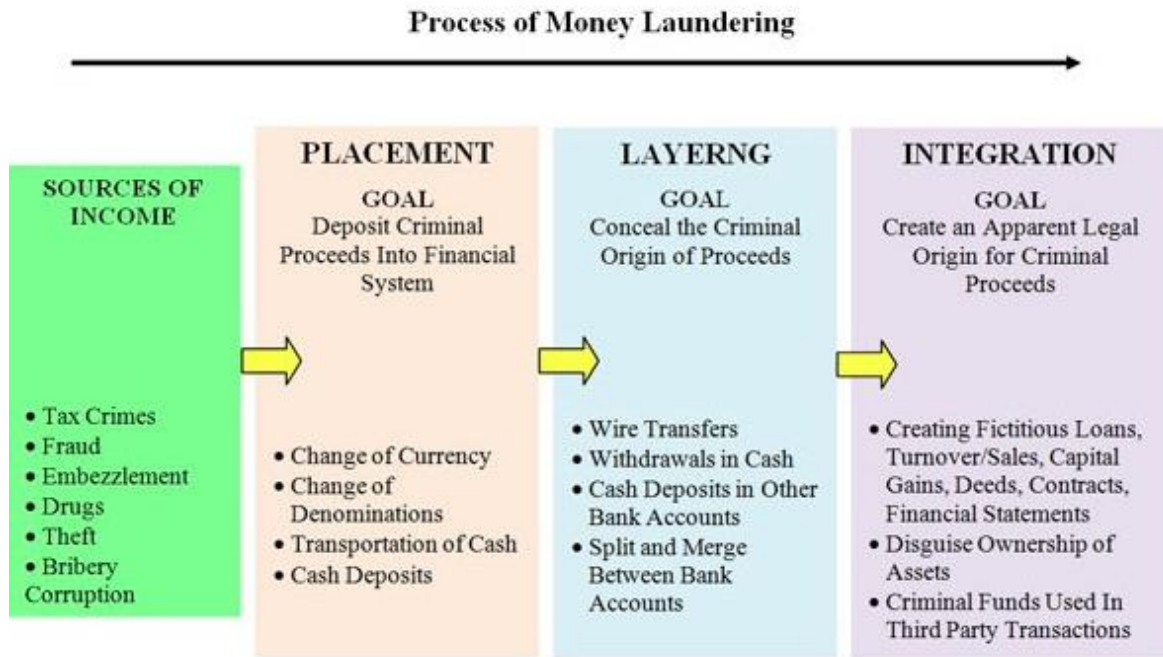 Process of Money Laundering
SOURCES OF
INCOME
• Tax Crimes
• Fraud
• Embezzlement
• Drugs
• Theft
• Bribery
Corruption
PLACEMENT
GOAL
Deposit Criminal
Proceeds Into Financial
System
• Change of Currency
• Change of
Denominations
• Transportation of Cash
• Cash Deposits
LAYERNG
GOAL
Conceal the Criminal
Origin of Proceeds
• Wire Transfers
• Withdrawals in Cash
• Cash Deposits in Other
Bank Accounts
• Split and Merge
Between Bank
Accounts
INTEGRATION
GOAL
Create an Apparent Legal
Origin for Criminal
Proceeds
• Creating Fictitious Loans,
Turnover/Sales, Capital
Gains, Deeds, Contracts,
Financial Statements
• Disguise Ownership of
Assets
• Criminal Funds Used In
Third Party Transactions